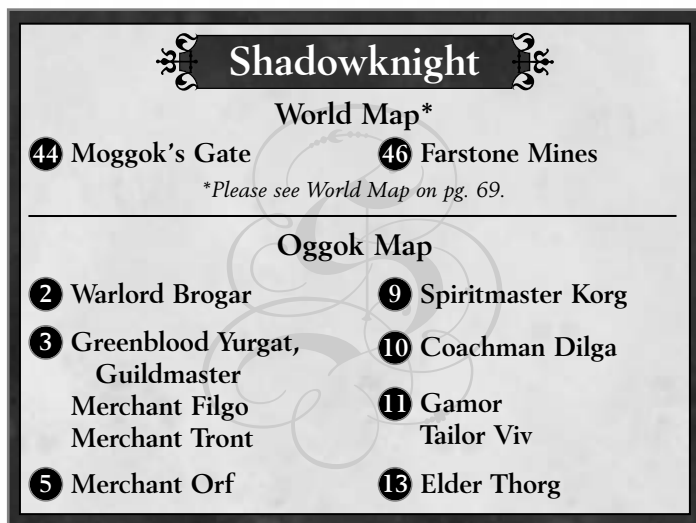 Shadowknight
World Map*
44 Moggok's Gate
46 Farstone Mines
*Please see World Map on pg. 69.
Oggok Map
2 Warlord Brogar
3 Greenblood Yurgat,
Guildmaster
Merchant Filgo
Merchant Tront
5 Merchant Orf
9 Spiritmaster Korg
10 Coachman Dilga
11 Gamor
Tailor Viv
13 Elder Thorg